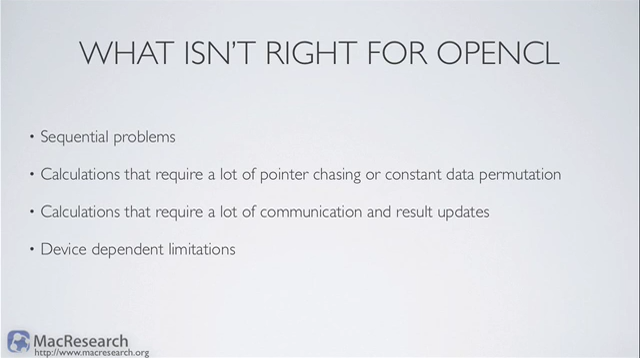 WHAT ISN'T RIGHT FOR OPENCL
• Sequential problems
• Calculations that require a lot of pointer chasing or constant data permutation
• Calculations that require a lot of communication and result updates
• Device dependent limitations
MacResearch
http://www.macresearch.org